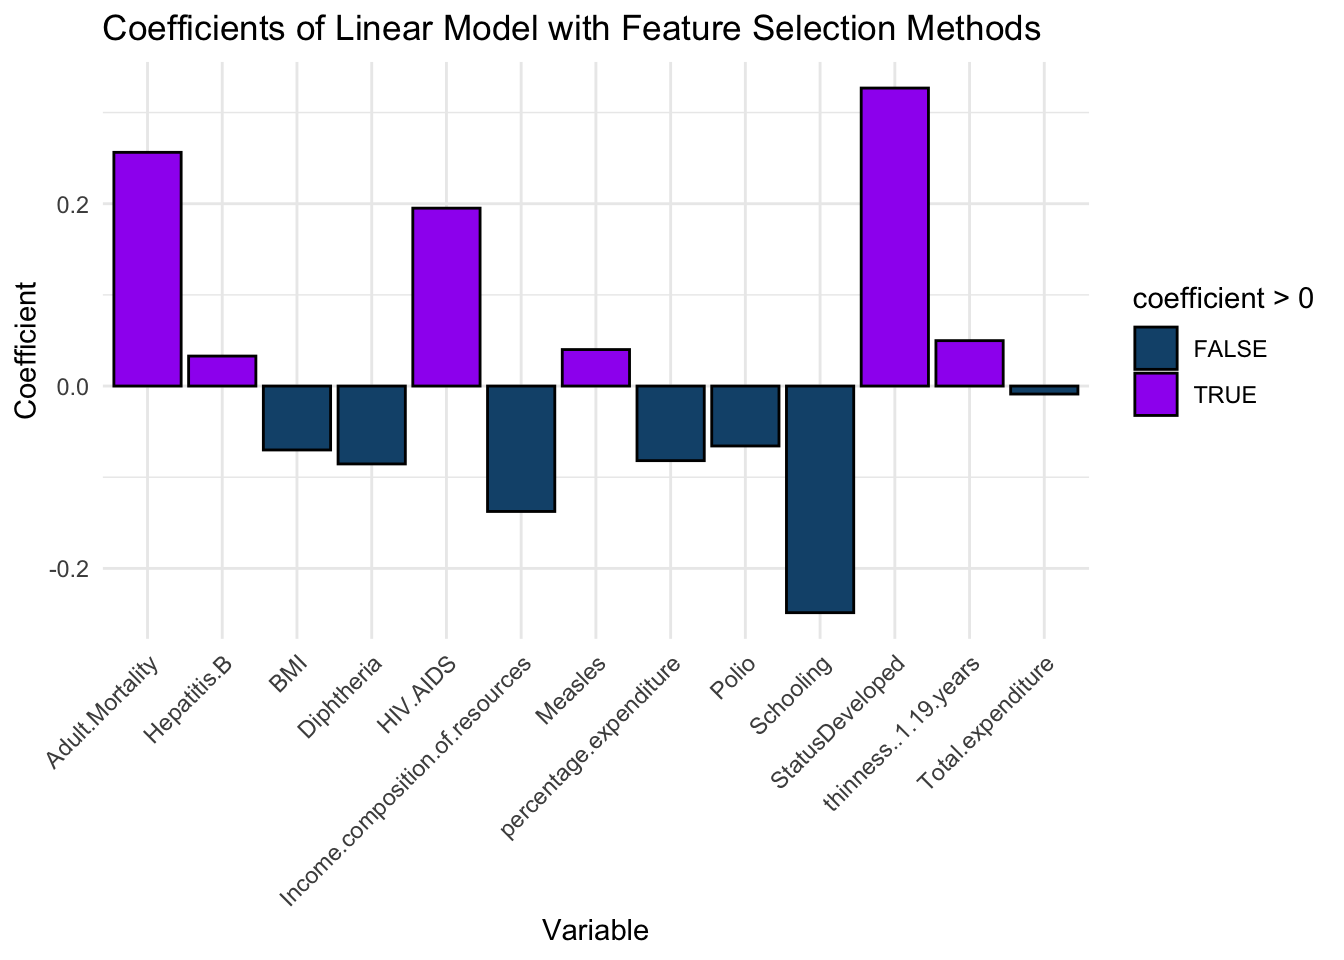 Coefficients of Linear Model with Feature Selection Methods
Coefficient
0.2
0.0
-0.2
Adult.Mortality
Hepatitis.B
BMI
Diphtheria
HIV.AIDS
Income.composition.of.resources
Measles
percentage.expenditure
Polio
Schooling
StatusDeveloped
thinness..1.19.years
Total.expenditure
Variable
coefficient > 0
FALSE
TRUE